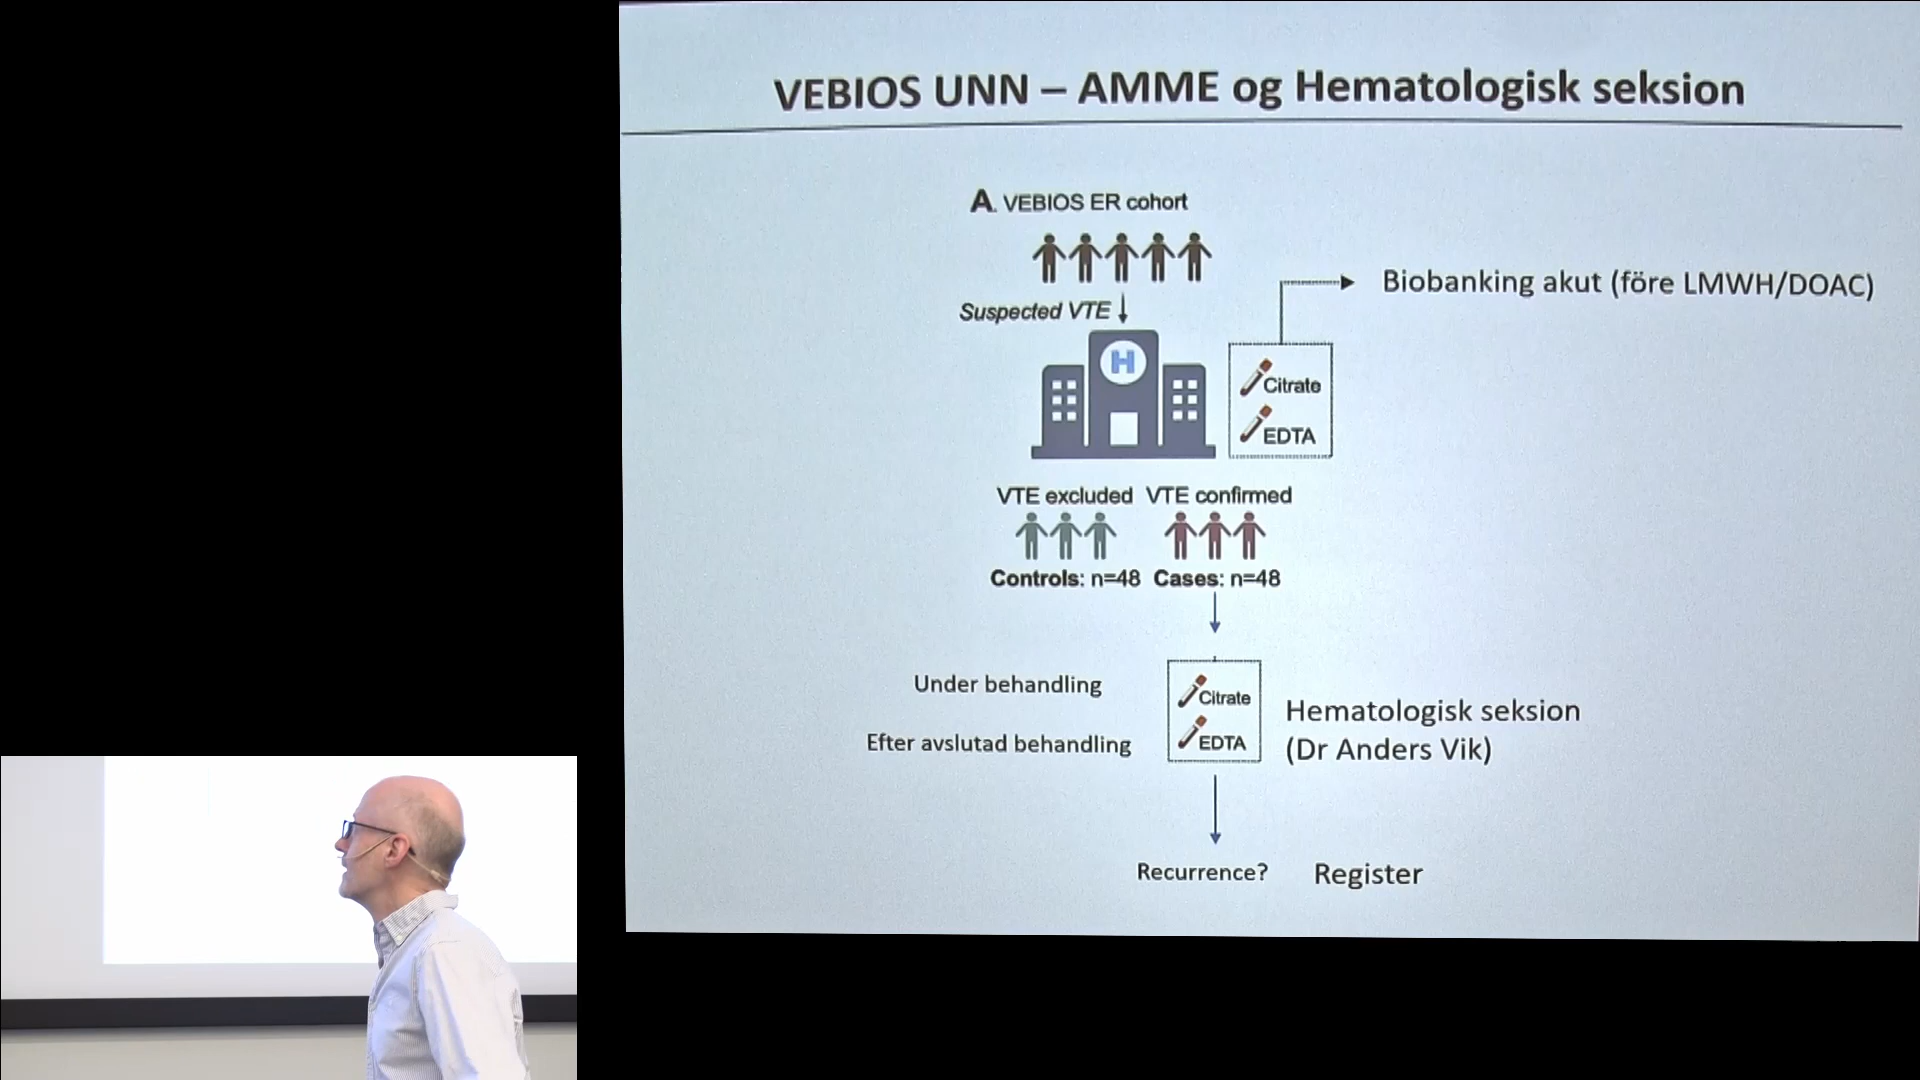 VEBIOS UNN – AMME og Hematologisk seksion
A. VEBIOS ER cohort
Suspected VTE
Biobanking akut (före LMWH/DOAC)
H
Citrate
EDTA
VTE excluded VTE confirmed
Controls: n=48 Cases: n=48
Under behandling
Efter avslutad behandling
Citrate
EDTA
Hematologisk seksion
(Dr Anders Vik)
Recurrence? Register